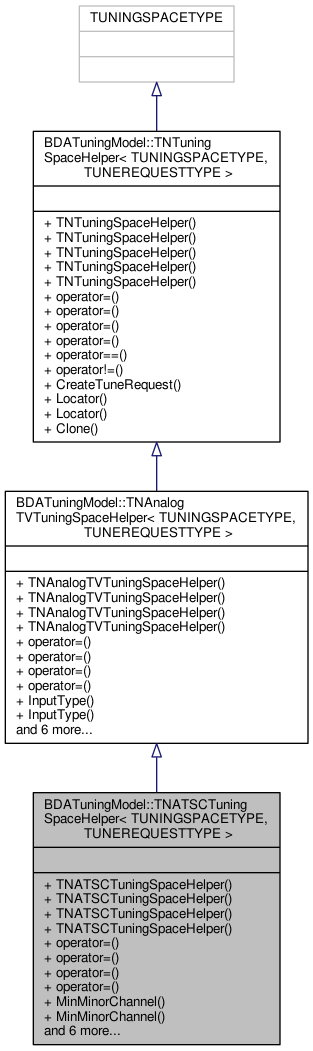 TUNINGSPACETYPE
BDATuningModel::TNTuning
SpaceHelper< TUNINGSPACETYPE,
TUNEREQUESTTYPE >
+ TNTuningSpaceHelper()
+ TNTuningSpaceHelper()
+ TNTuningSpaceHelper()
+ TNTuningSpaceHelper()
+ TNTuningSpaceHelper()
+ operator=()
+ operator=()
+ operator=()
+ operator=()
+ operator==()
+ operator!=()
+ CreateTuneRequest()
+ Locator()
+ Locator()
+ Clone()
BDATuningModel::TNAnalog
TVTuningSpaceHelper< TUNINGSPACETYPE,
TUNEREQUESTTYPE >
+ TNAnalogTVTuningSpaceHelper()
+ TNAnalogTVTuningSpaceHelper()
+ TNAnalogTVTuningSpaceHelper()
+ TNAnalogTVTuningSpaceHelper()
+ operator=()
+ operator=()
+ operator=()
+ operator=()
+ InputType()
+ InputType()
and 6 more...
BDATuningModel::TNATSCTuning
SpaceHelper< TUNINGSPACETYPE,
TUNEREQUESTTYPE >
+ TNATSCTuningSpaceHelper()
+ TNATSCTuningSpaceHelper()
+ TNATSCTuningSpaceHelper()
+ TNATSCTuningSpaceHelper()
+ operator=()
+ operator=()
+ operator=()
+ operator=()
+ MinMinorChannel()
+ MinMinorChannel()
and 6 more...